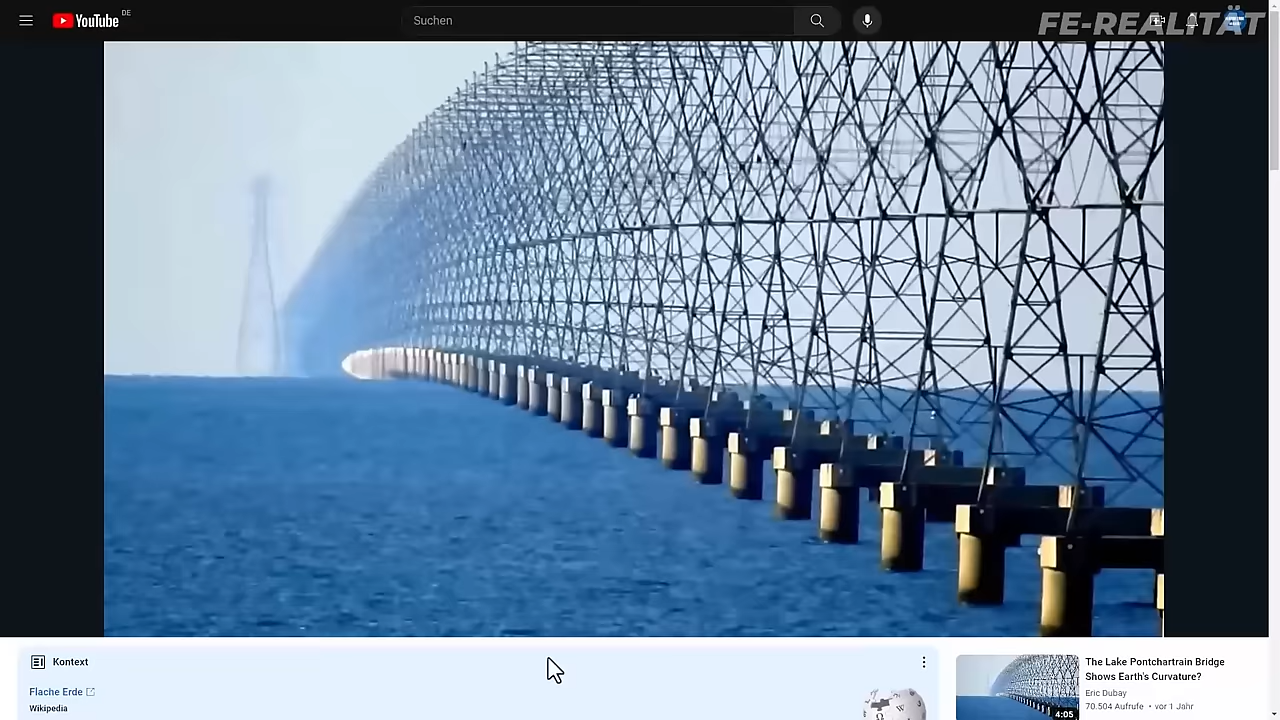 YouTube DE
Suchen
FE-REALITÄT
Kontext
Flache Erde
Wikipedia
The Lake Pontchartrain Bridge
Shows Earth's Curvature?
Eric Dubay
70.504 Aufrufe • vor 1 Jahr
4:05